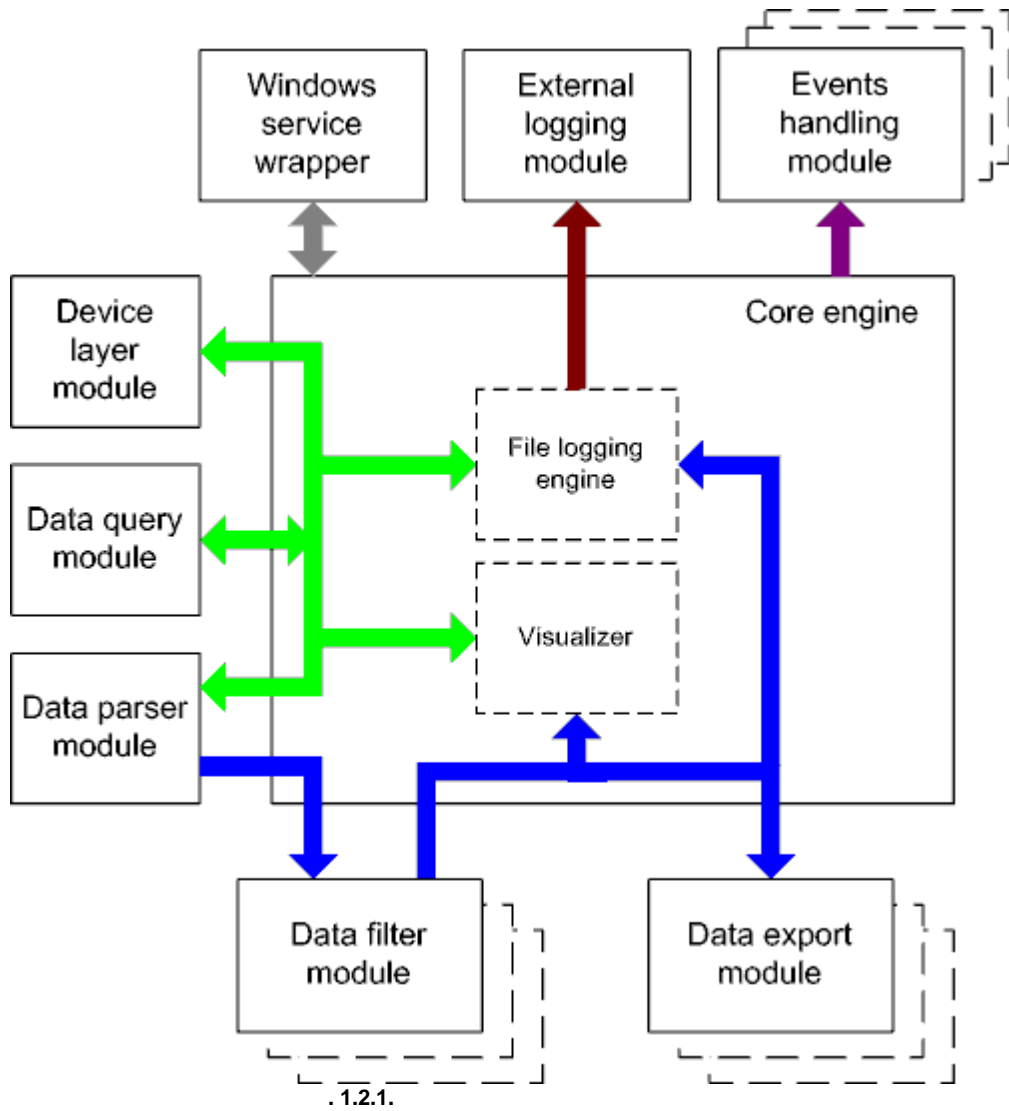 Windows
service
wrapper
External
logging
module
Events
handling
module
Device
layer
module
Core engine
File logging
engine
Data query
module
Visualizer
Data parser
module
Data filter
module
Data export
module
. 1.2.1.